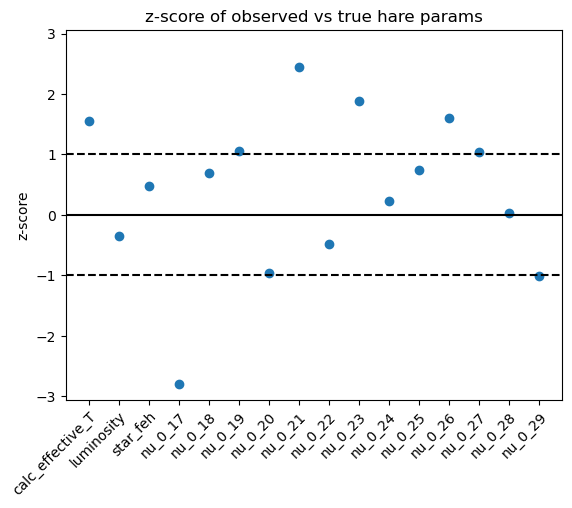 z-score of observed vs true hare params
z-score
3
2
1
0
−1
−2
−3
calc_effective_T
luminosity
star_feh
nu_0_17
nu_0_18
nu_0_19
nu_0_20
nu_0_21
nu_0_22
nu_0_23
nu_0_24
nu_0_25
nu_0_26
nu_0_27
nu_0_28
nu_0_29